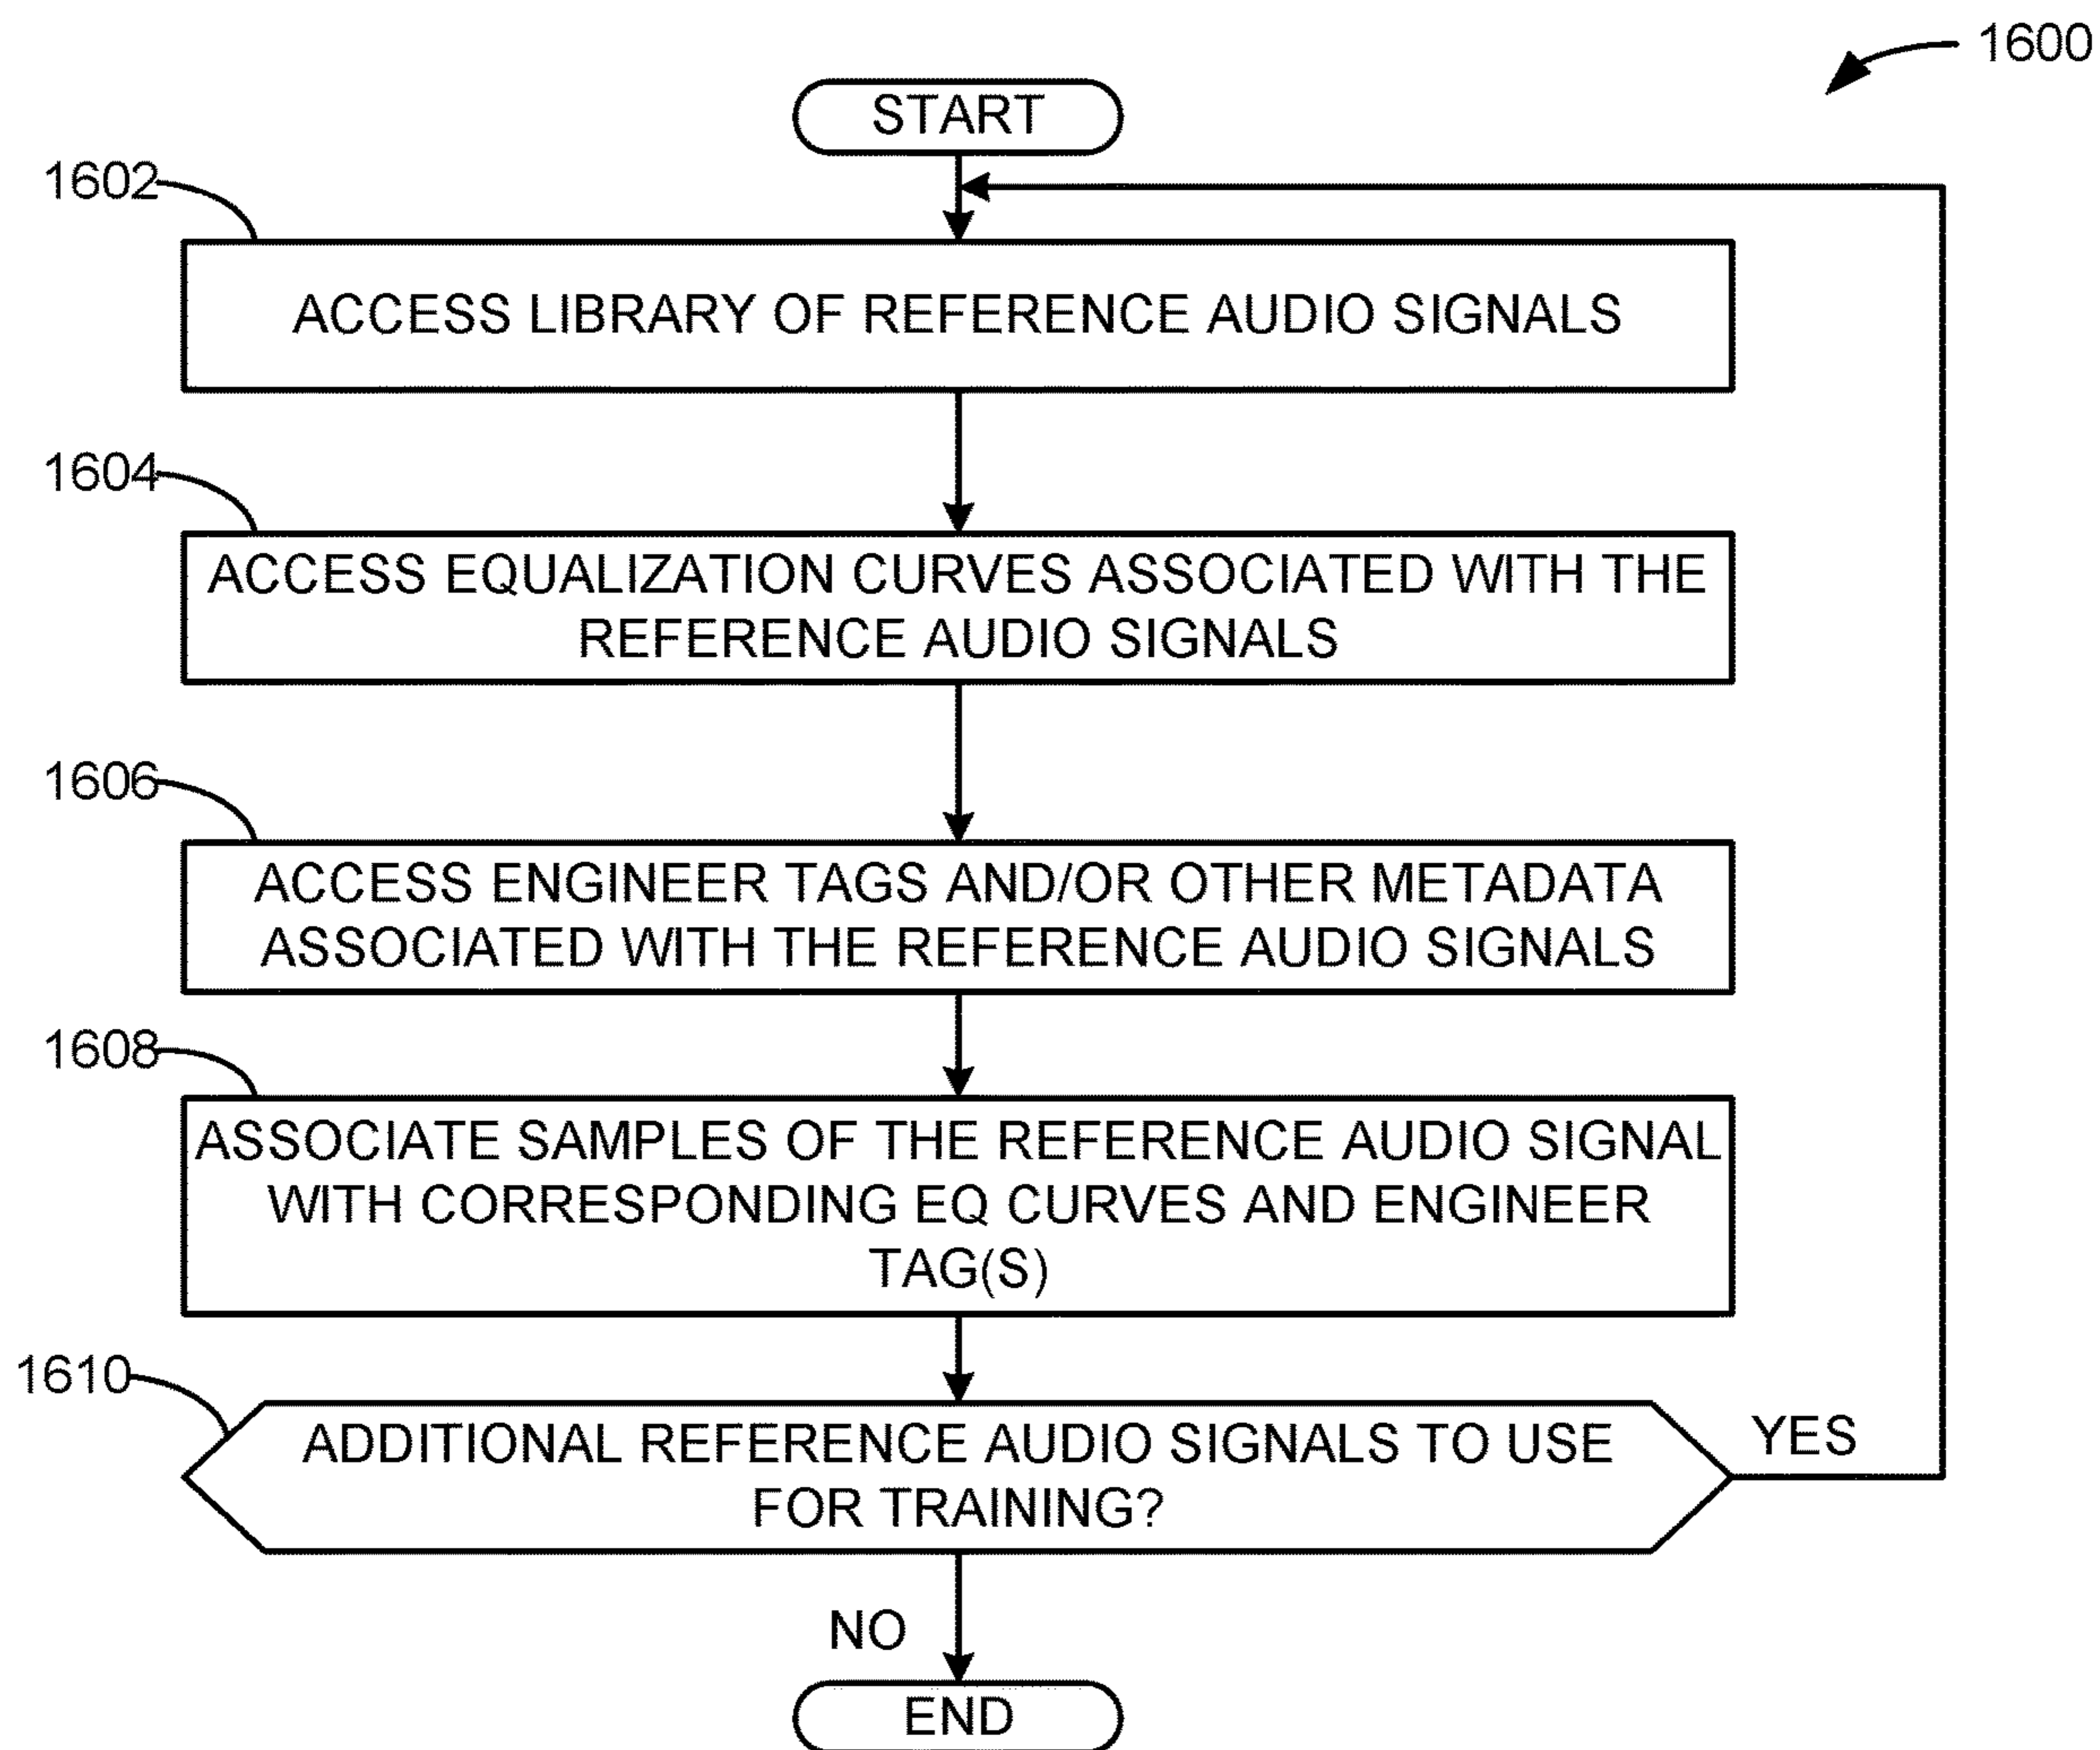 1600
START
1602
ACCESS LIBRARY OF REFERENCE AUDIO SIGNALS
1604
ACCESS EQUALIZATION CURVES ASSOCIATED WITH THE
REFERENCE AUDIO SIGNALS
1606
ACCESS ENGINEER TAGS AND/OR OTHER METADATA
ASSOCIATED WITH THE REFERENCE AUDIO SIGNALS
1608
ASSOCIATE SAMPLES OF THE REFERENCE AUDIO SIGNAL
WITH CORRESPONDING EQ CURVES AND ENGINEER
TAG(S)
1610
ADDITIONAL REFERENCE AUDIO SIGNALS TO USE
FOR TRAINING?
YES
NO
END